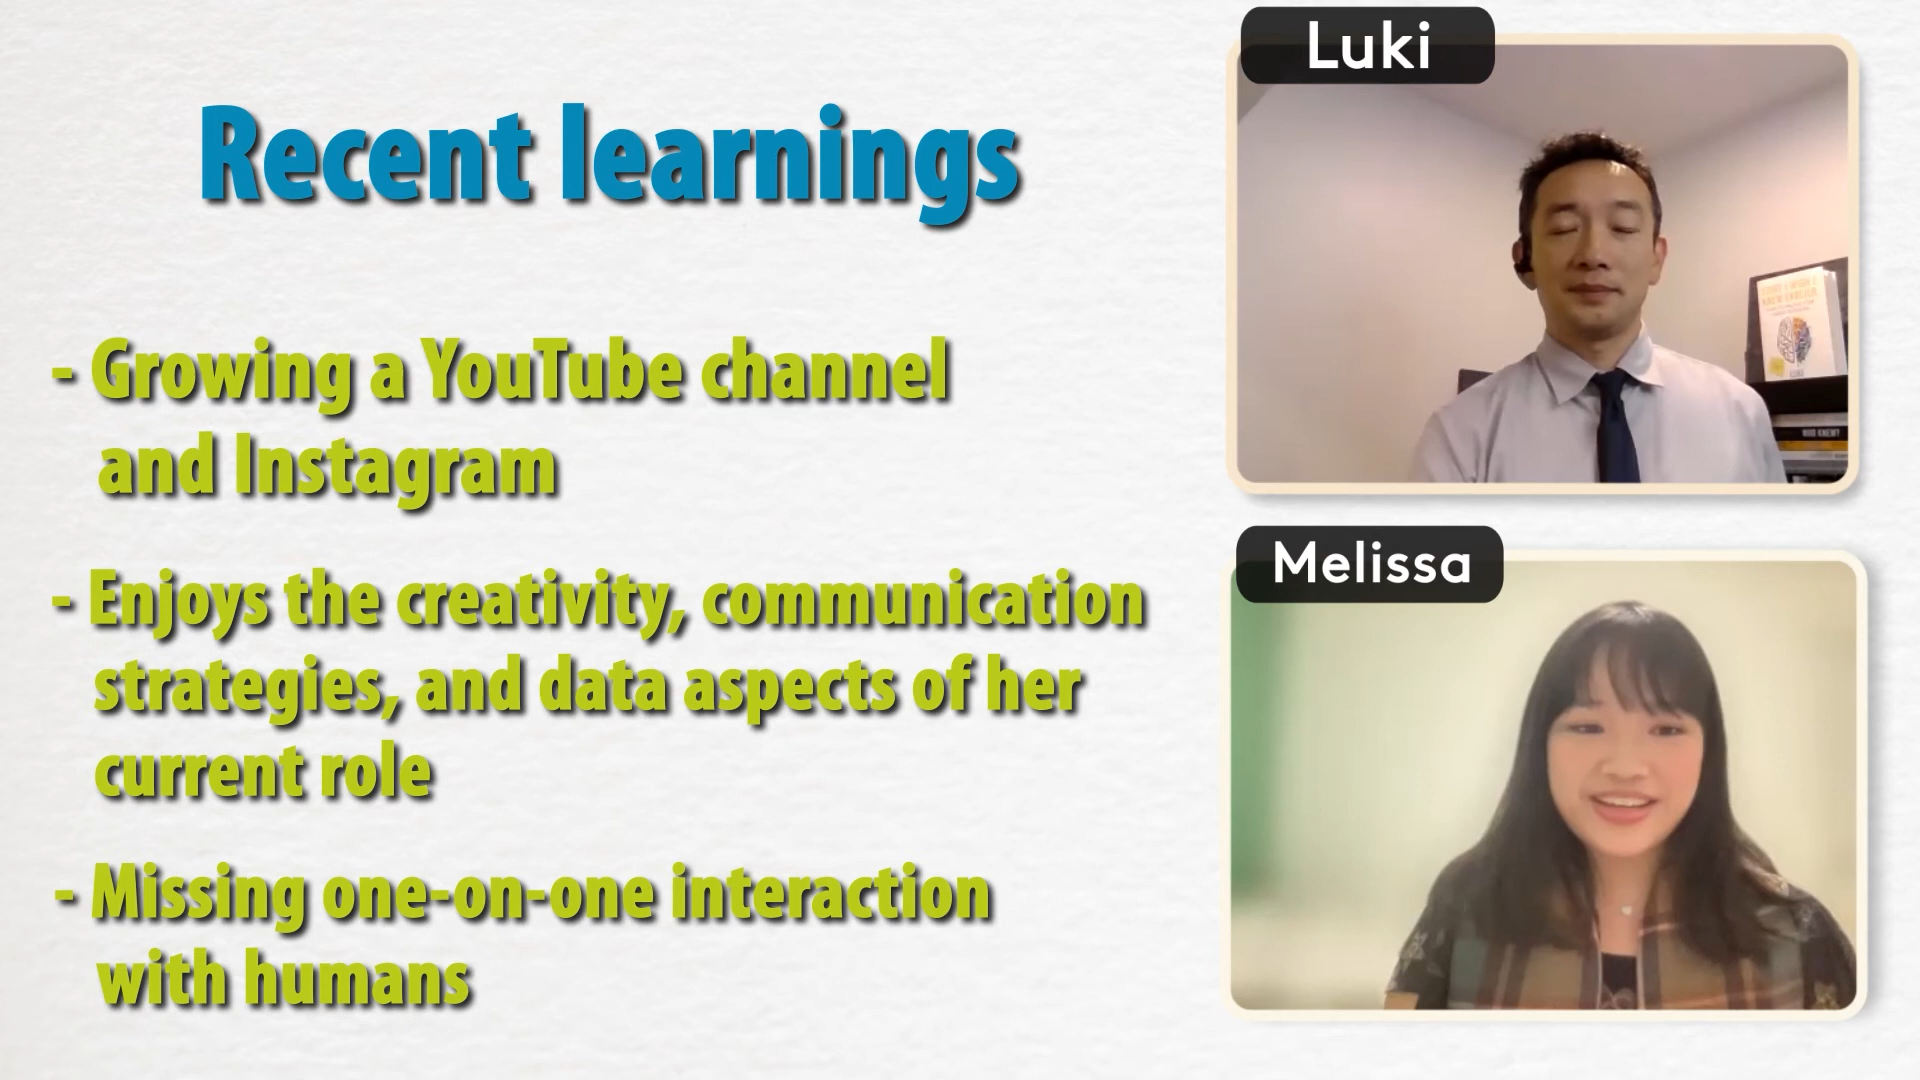 Recent learnings
- Growing a YouTube channel
and Instagram
- Enjoys the creativity, communication
strategies, and data aspects of her
current role
- Missing one-on-one interaction
with humans
Luki
Melissa